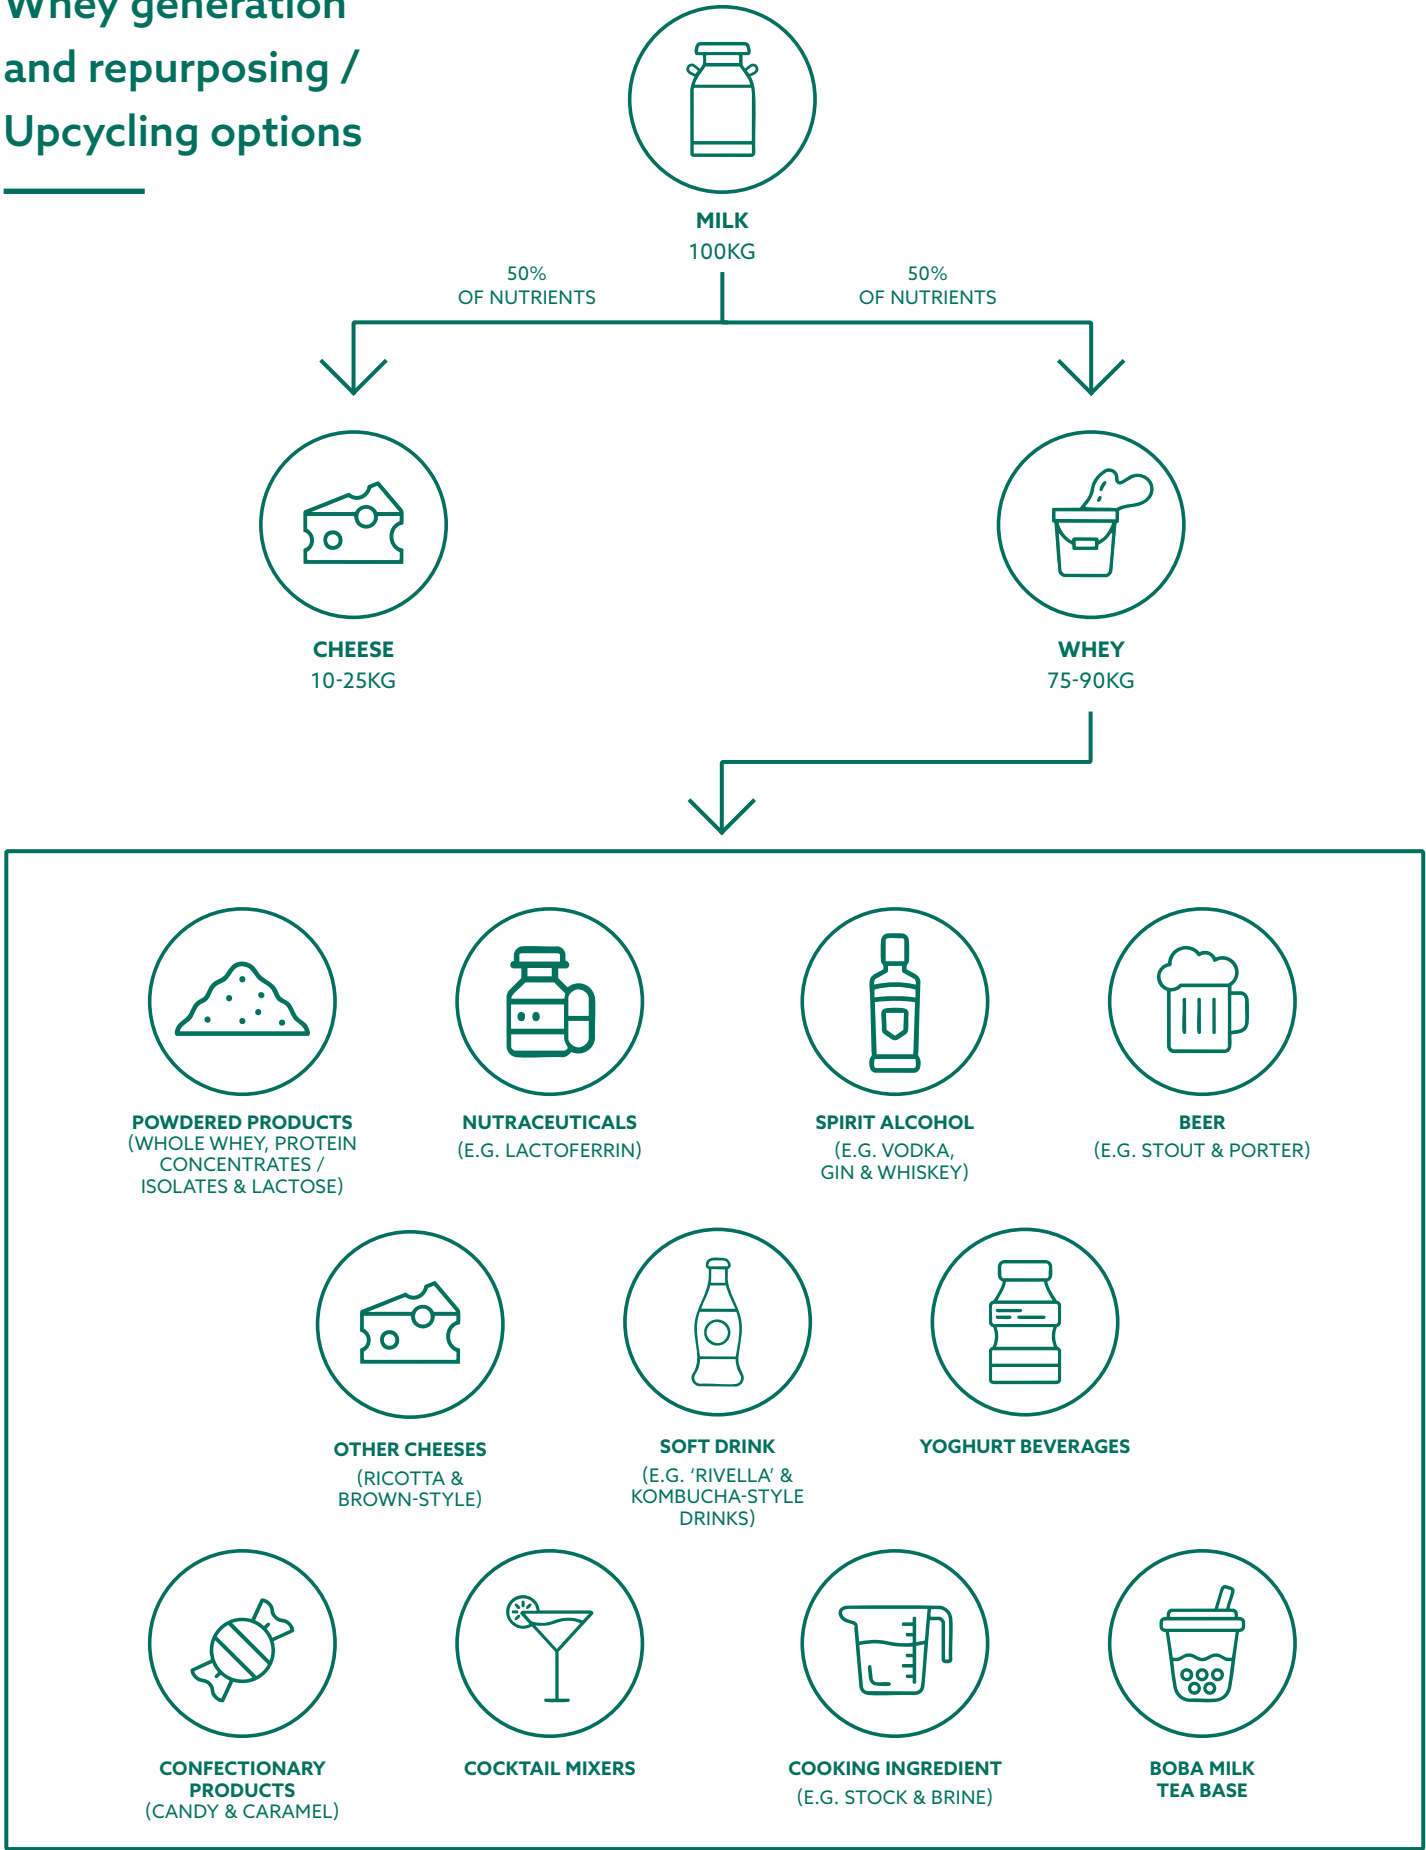 Whey generation
and repurposing /
Upcycling options
MILK
100KG
50%
OF NUTRIENTS
50%
OF NUTRIENTS
CHEESE
10-25KG
WHEY
75-90KG
POWDERED PRODUCTS
(WHOLE WHEY, PROTEIN
CONCENTRATES /
ISOLATES & LACTOSE)
NUTRACEUTICALS
(E.G. LACTOFERRIN)
SPIRIT ALCOHOL
(E.G. VODKA,
GIN & WHISKEY)
BEER
(E.G. STOUT & PORTER)
OTHER CHEESES
(RICOTTA &
BROWN-STYLE)
SOFT DRINK
(E.G. ‘RIVELLA’ &
KOMBUCHA-STYLE
DRINKS)
YOGHURT BEVERAGES
CONFECTIONARY
PRODUCTS
(CANDY & CARAMEL)
COCKTAIL MIXERS
COOKING INGREDIENT
(E.G. STOCK & BRINE)
BOBA MILK
TEA BASE